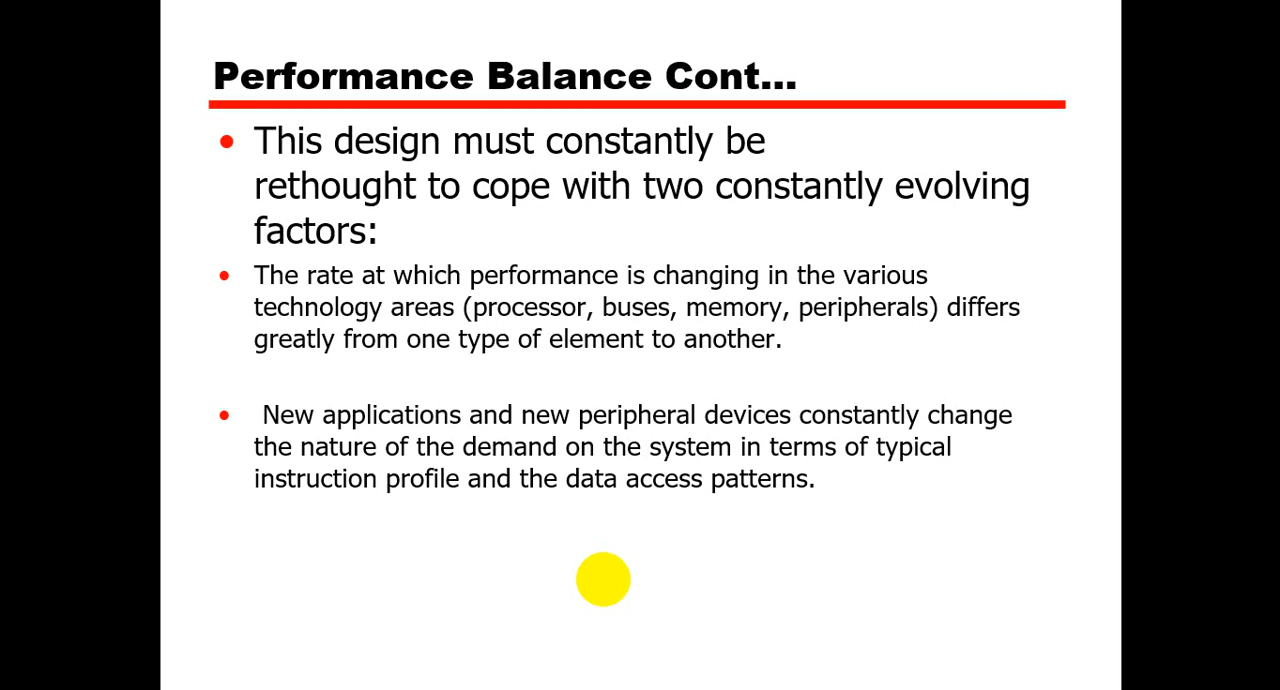 Performance Balance Cont...
• This design must constantly be
rethought to cope with two constantly evolving
factors:
• The rate at which performance is changing in the various
technology areas (processor, buses, memory, peripherals) differs
greatly from one type of element to another.
• New applications and new peripheral devices constantly change
the nature of the demand on the system in terms of typical
instruction profile and the data access patterns.